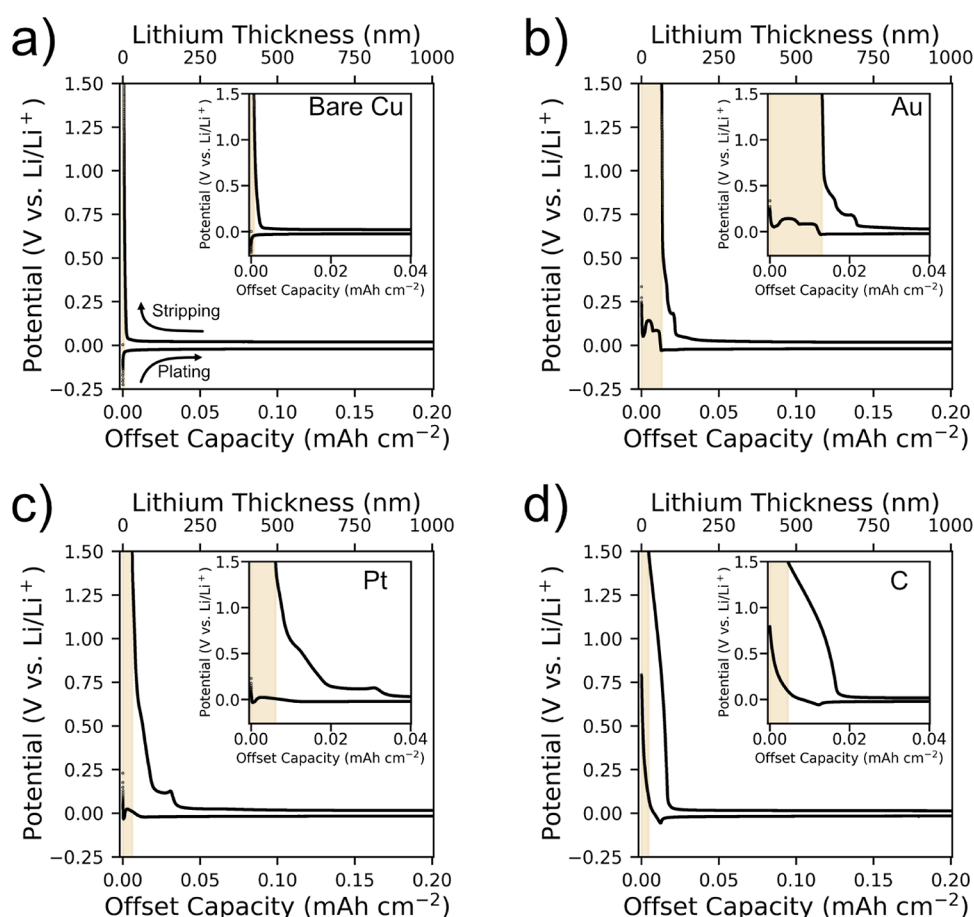 a)
Lithium Thickness (nm)
0 250 500 750 1000
Potential (V vs. Li/Li⁺)
1.50
1.25
1.00
0.75
0.50
0.25
0.00
−0.25
Bare Cu
Potential (V vs. Li/Li⁺)
1.5
1.0
0.5
0.0
0.00 0.02 0.04
Offset Capacity (mAh cm⁻²)
Stripping
Plating
0.00 0.05 0.10 0.15 0.20
Offset Capacity (mAh cm⁻²)
b)
Lithium Thickness (nm)
0 250 500 750 1000
Potential (V vs. Li/Li⁺)
1.50
1.25
1.00
0.75
0.50
0.25
0.00
−0.25
Au
Potential (V vs. Li/Li⁺)
1.5
1.0
0.5
0.0
0.00 0.02 0.04
Offset Capacity (mAh cm⁻²)
0.00 0.05 0.10 0.15 0.20
Offset Capacity (mAh cm⁻²)
c)
Lithium Thickness (nm)
0 250 500 750 1000
Potential (V vs. Li/Li⁺)
1.50
1.25
1.00
0.75
0.50
0.25
0.00
−0.25
Pt
Potential (V vs. Li/Li⁺)
1.5
1.0
0.5
0.0
0.00 0.02 0.04
Offset Capacity (mAh cm⁻²)
0.00 0.05 0.10 0.15 0.20
Offset Capacity (mAh cm⁻²)
d)
Lithium Thickness (nm)
0 250 500 750 1000
Potential (V vs. Li/Li⁺)
1.50
1.25
1.00
0.75
0.50
0.25
0.00
−0.25
C
Potential (V vs. Li/Li⁺)
1.5
1.0
0.5
0.0
0.00 0.02 0.04
Offset Capacity (mAh cm⁻²)
0.00 0.05 0.10 0.15 0.20
Offset Capacity (mAh cm⁻²)